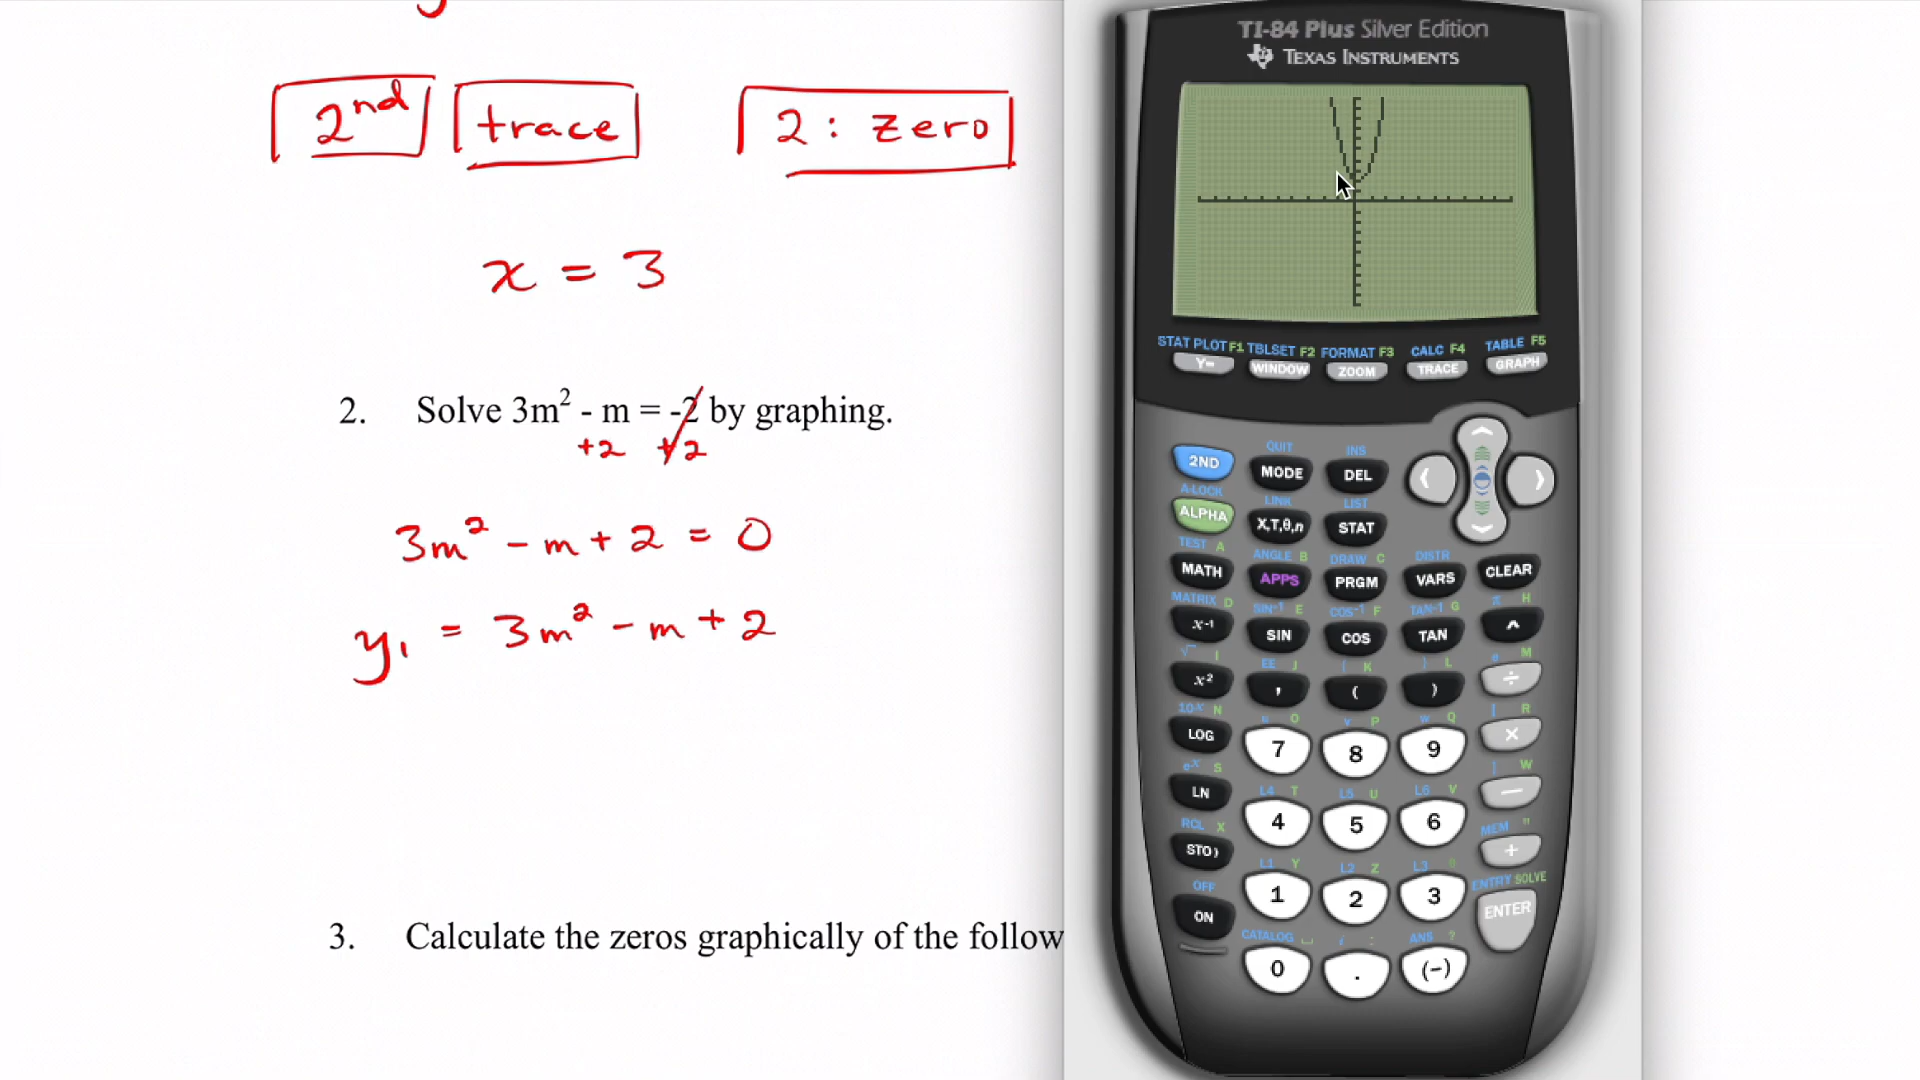 2nd trace 2 : zero
x = 3
2. Solve 3m² - m = -2 by graphing.
+2 +2
3m² - m + 2 = 0
y₁ = 3m² - m + 2
3. Calculate the zeros graphically of the follow
TI-84 Plus Silver Edition
TEXAS INSTRUMENTS
STAT PLOT F1 TBLSET F2 FORMAT F3 CALC F4 TABLE F5
Y= WINDOW ZOOM TRACE GRAPH
QUIT INS
2ND MODE DEL
A-LOCK LINK LIST
ALPHA X,T,θ,n STAT
TEST A ANGLE B DRAW C DISTR
MATH APPS PRGM VARS CLEAR
MATRIX D SIN⁻¹ E COS⁻¹ F TAN⁻¹ G π H
x⁻¹ SIN COS TAN ^
√ I EE J { K } L e M
x² , ( ) ÷
10ˣ N u O v P w Q [ R
LOG 7 8 9 ×
eˣ S L4 T L5 U L6 V ] W
LN 4 5 6 —
RCL X L1 Y L2 Z L3 θ MEM "
STO› 1 2 3 +
OFF CATALOG i : ANS ? ENTRY SOLVE
ON 0 . (-) ENTER